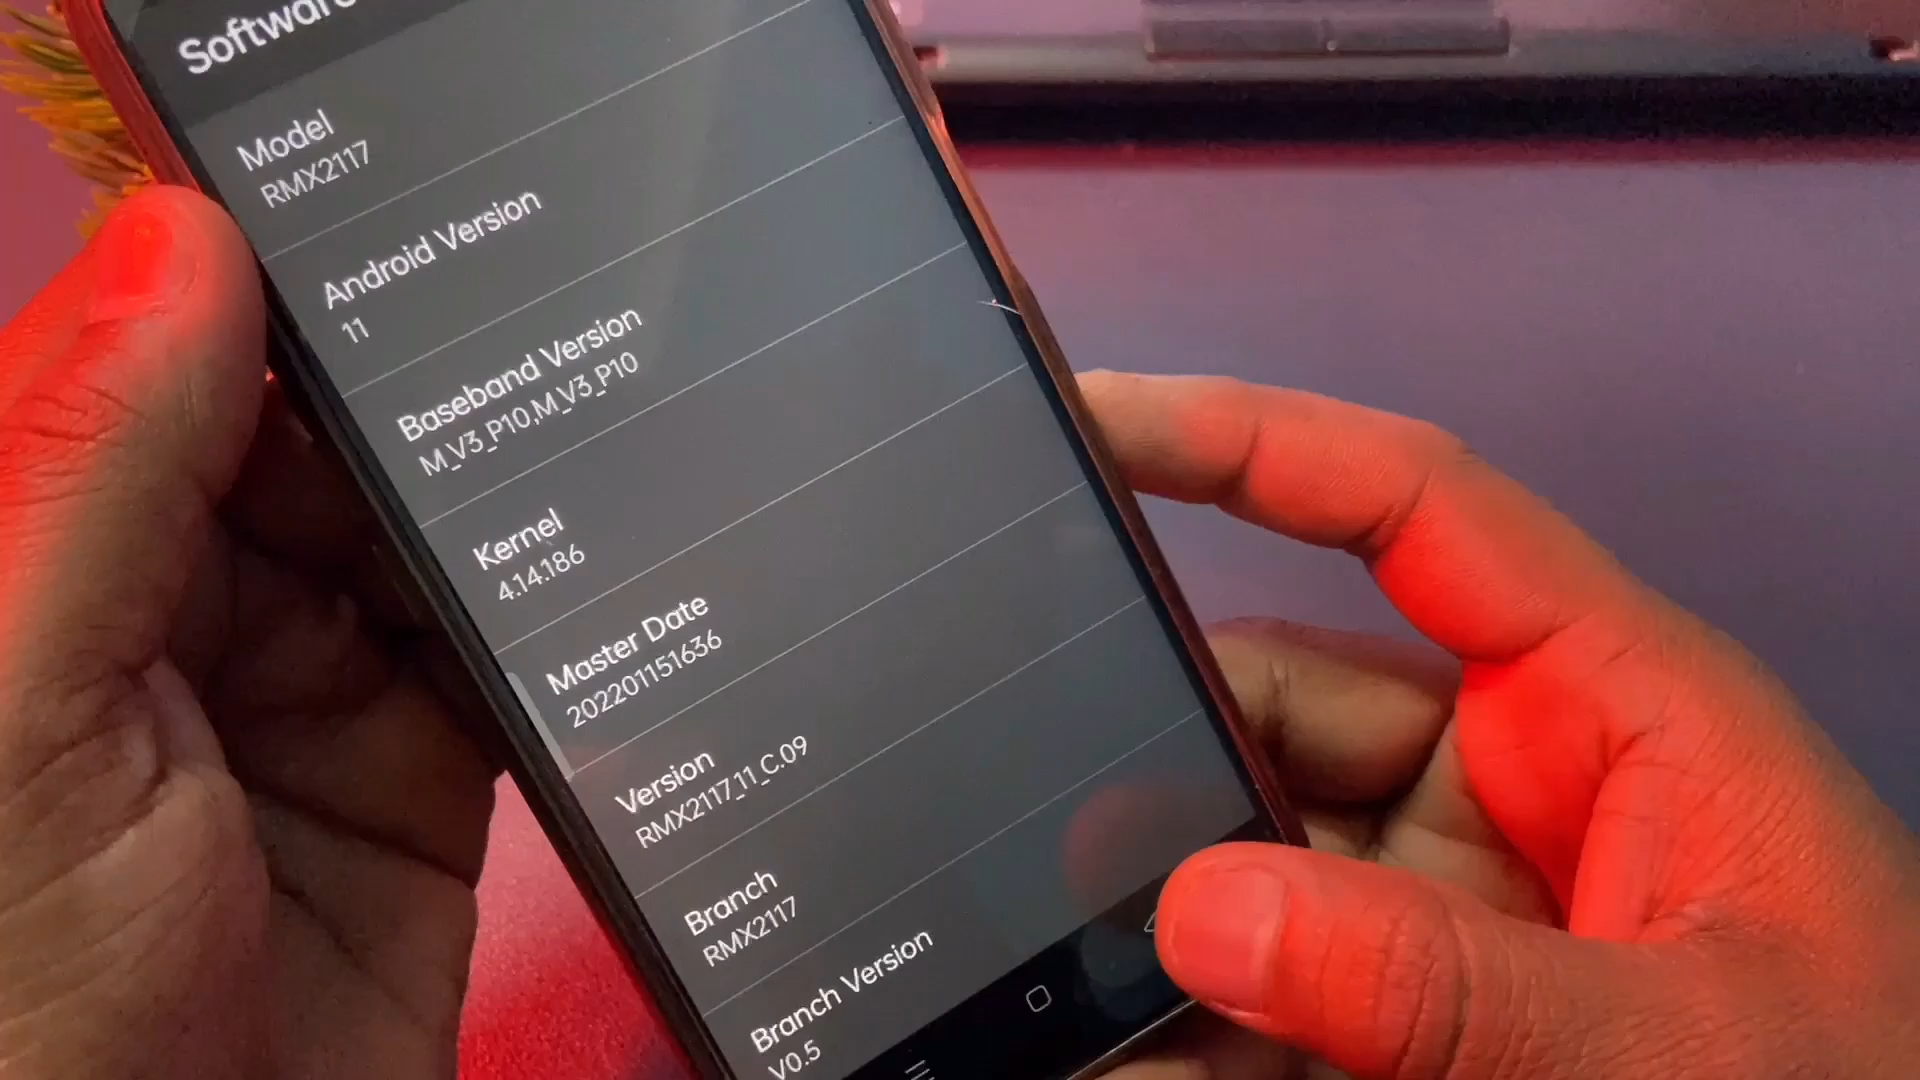 Software
Model
RMX2117
Android Version
11
Baseband Version
M_V3_P10,M_V3_P10
Kernel
4.14.186
Master Date
202201151636
Version
RMX2117_11_C.09
Branch
RMX2117
Branch Version
V0.5